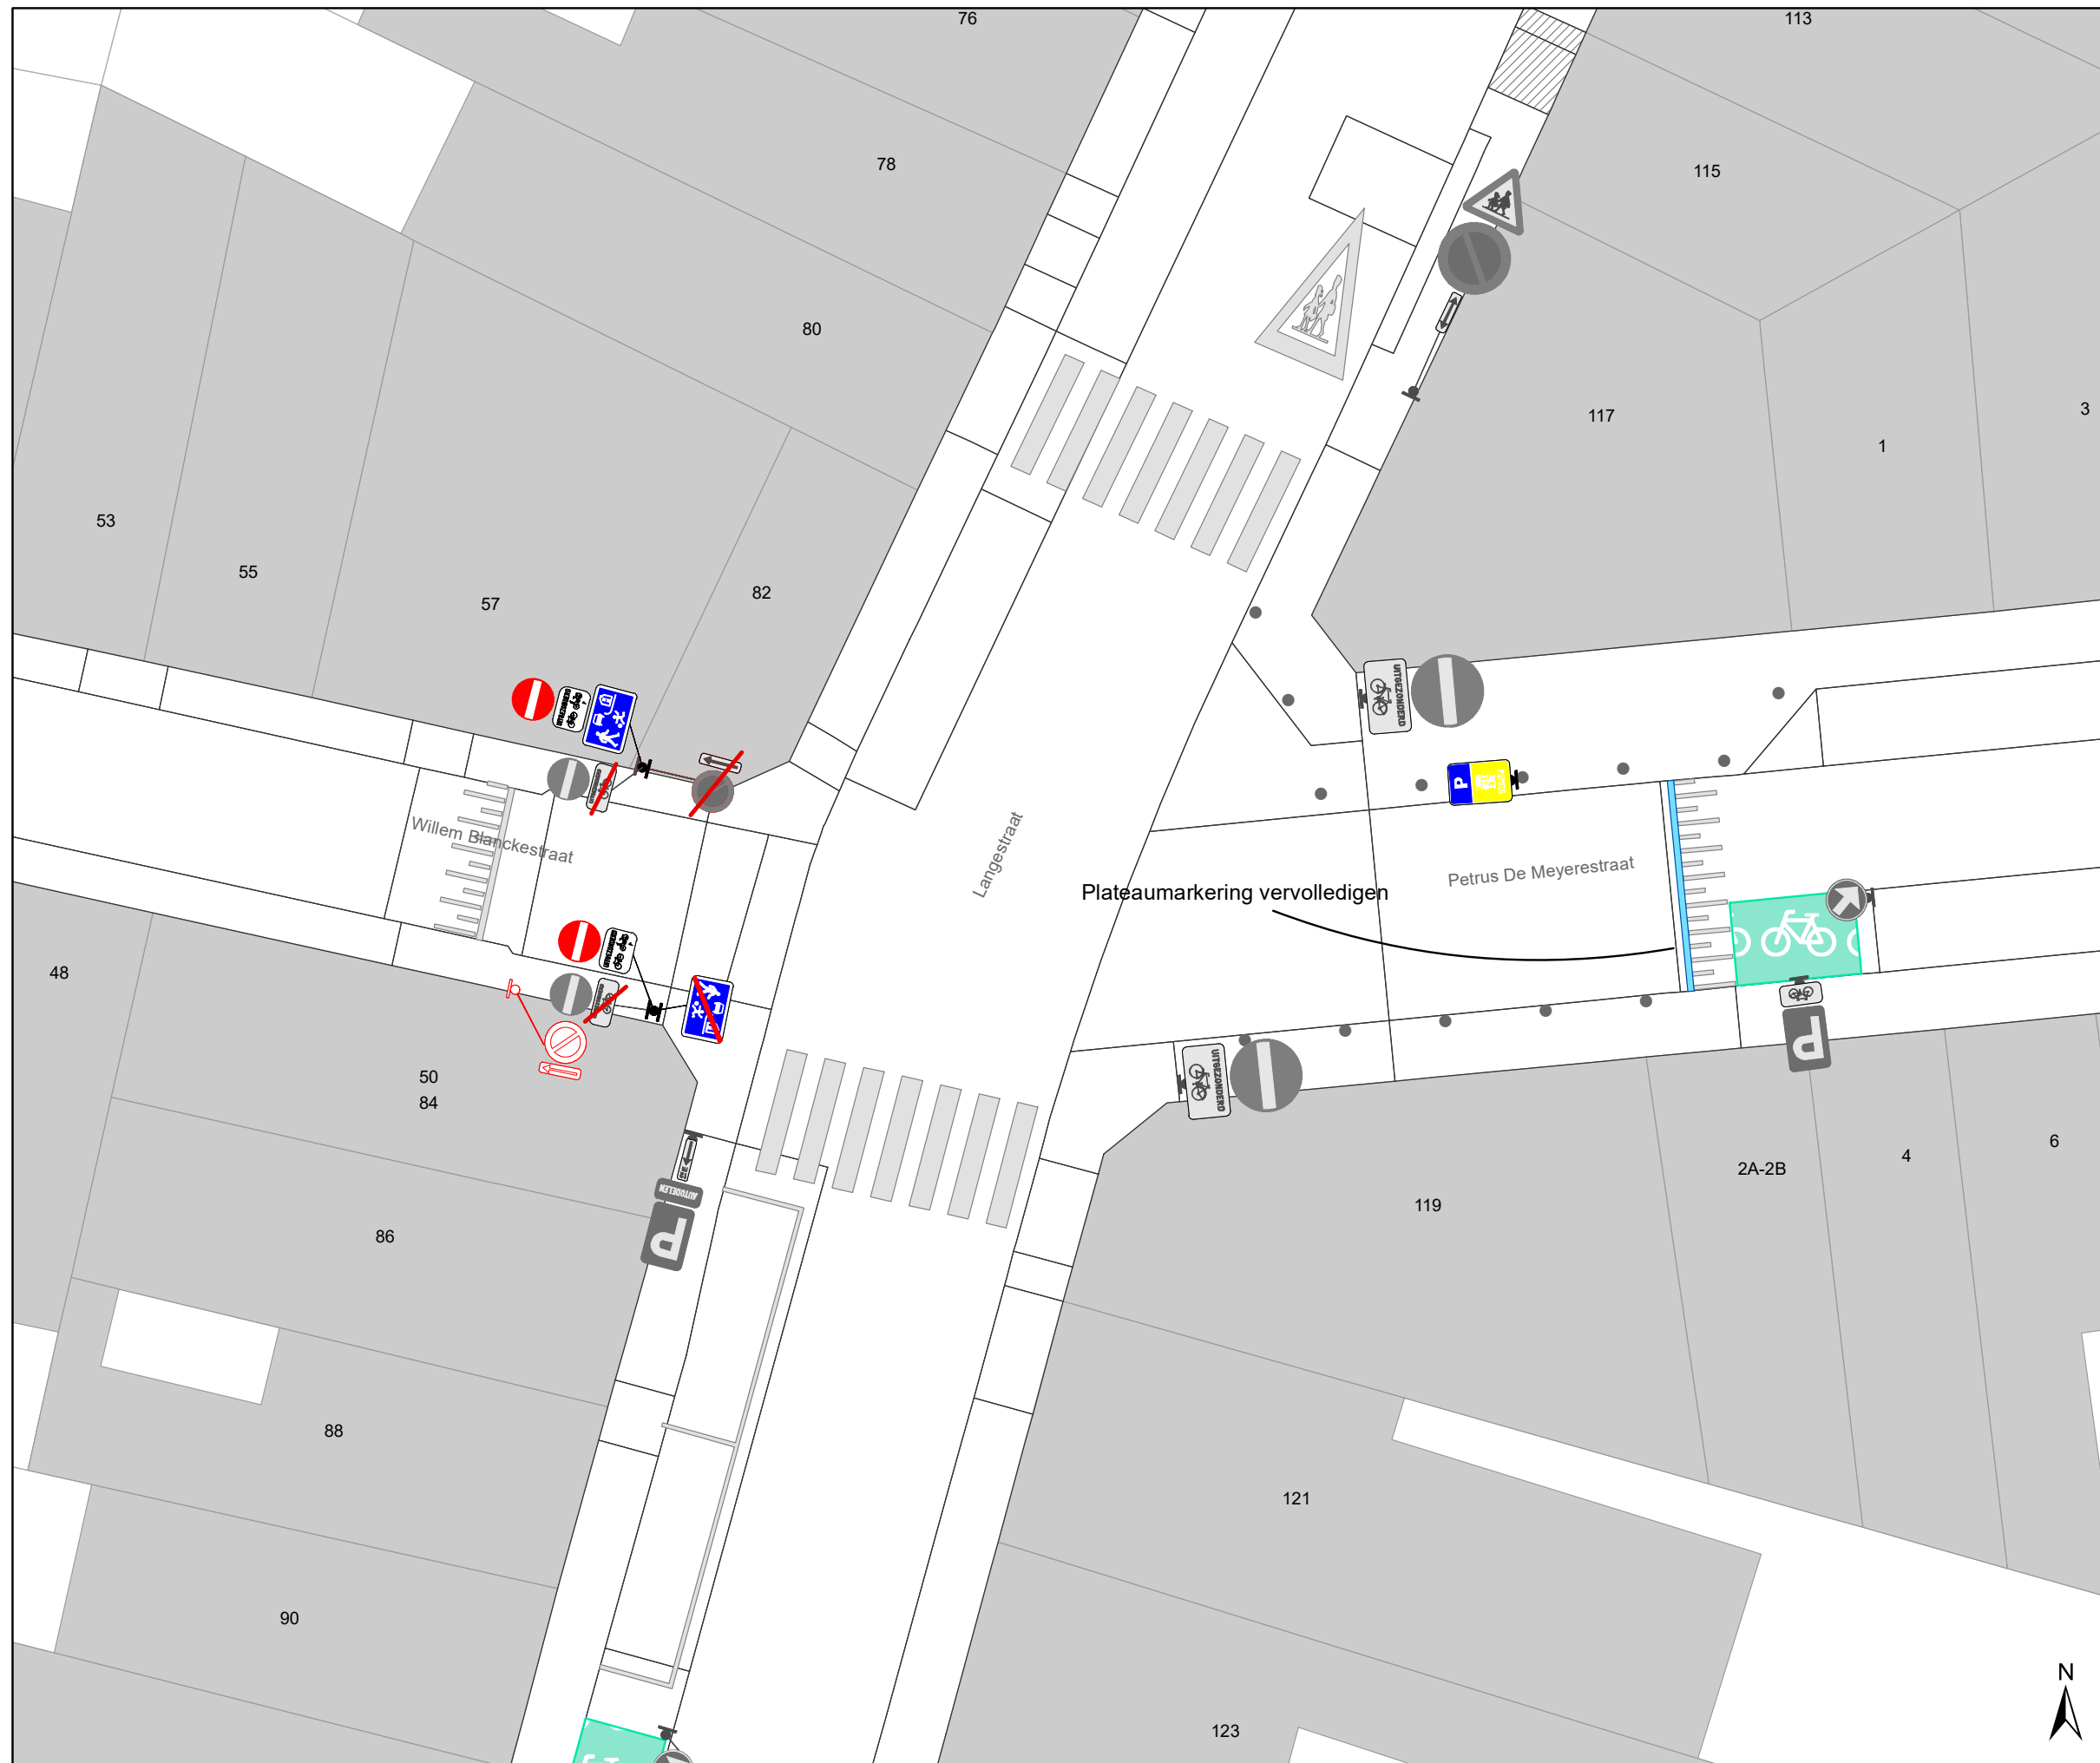 76
113
78
115
80
3
117
1
53
55
57
82
UITGEZONDERD
P
Willem Blanckestraat
Langestraat
Petrus De Meyerestraat
Plateaumarkering vervolledigen
48
50
84
UITGEZONDERD
P
AUTODELEN
P
6
4
2A-2B
119
86
88
121
90
N
123